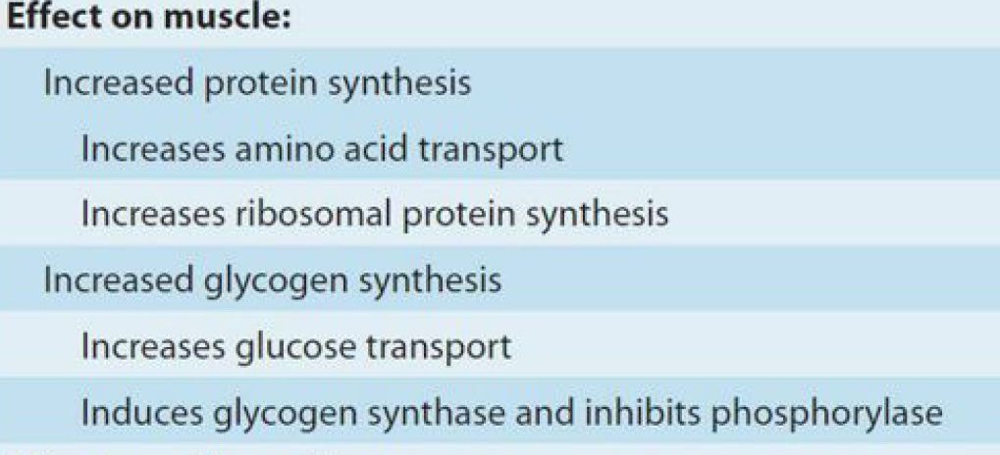 Effect on muscle:
Increased protein synthesis
Increases amino acid transport
Increases ribosomal protein synthesis
Increased glycogen synthesis
Increases glucose transport
Induces glycogen synthase and inhibits phosphorylase